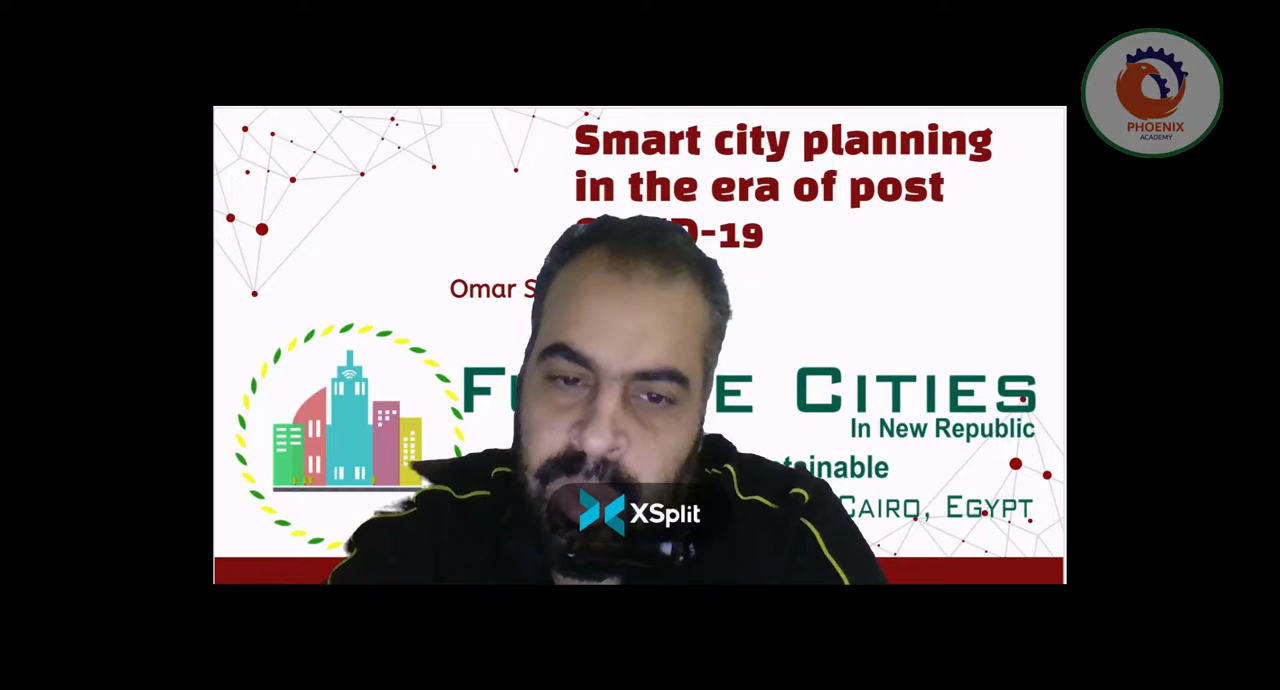 PHOENIX
ACADEMY
Smart city planning
in the era of post
-19
Omar
Cities
In New Republic
Cairo, Egypt
XSplit